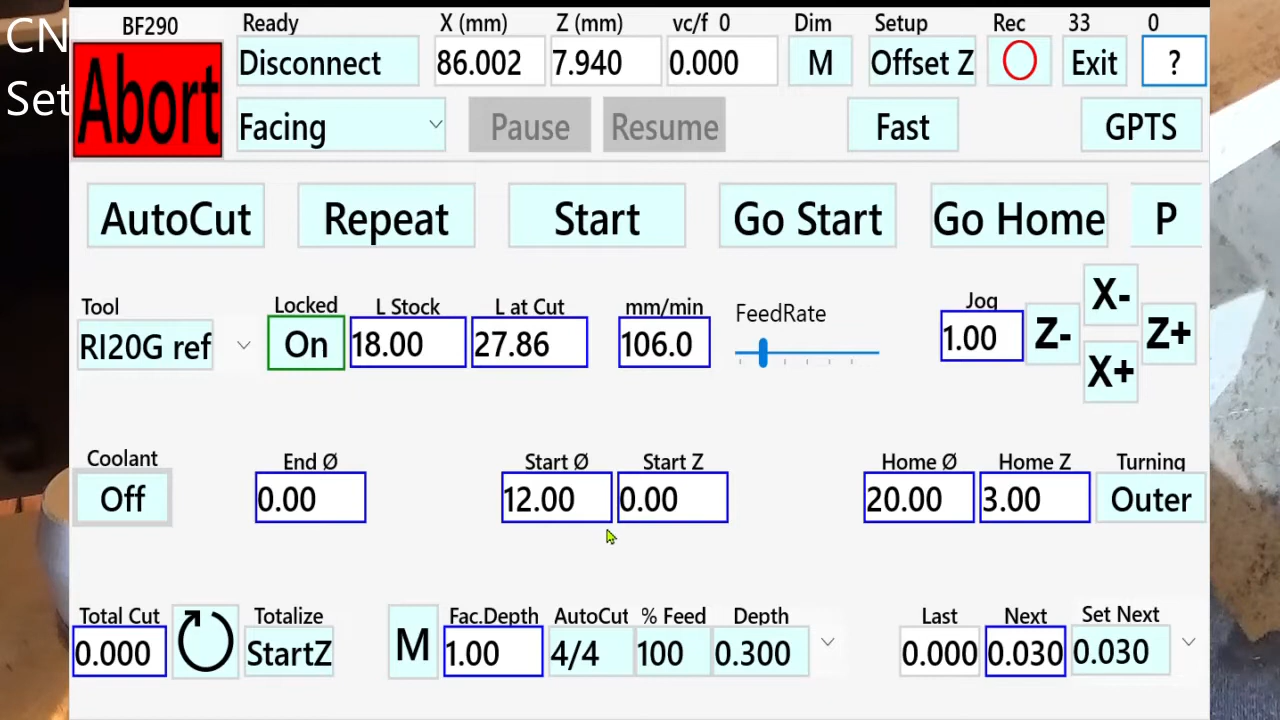 CN
Set
BF290 Ready X (mm) Z (mm) vc/f 0 Dim Setup Rec 33 0
Abort Disconnect 86.002 7.940 0.000 M Offset Z Exit ?
Facing Pause Resume Fast GPTS
AutoCut Repeat Start Go Start Go Home P
Tool Locked L Stock L at Cut mm/min FeedRate Jog
RI20G ref On 18.00 27.86 106.0 1.00 Z- X- Z+
X+
Coolant End Ø Start Ø Start Z Home Ø Home Z Turning
Off 0.00 12.00 0.00 20.00 3.00 Outer
Total Cut Totalize Fac.Depth AutoCut % Feed Depth Last Next Set Next
0.000 StartZ M 1.00 4/4 100 0.300 0.000 0.030 0.030